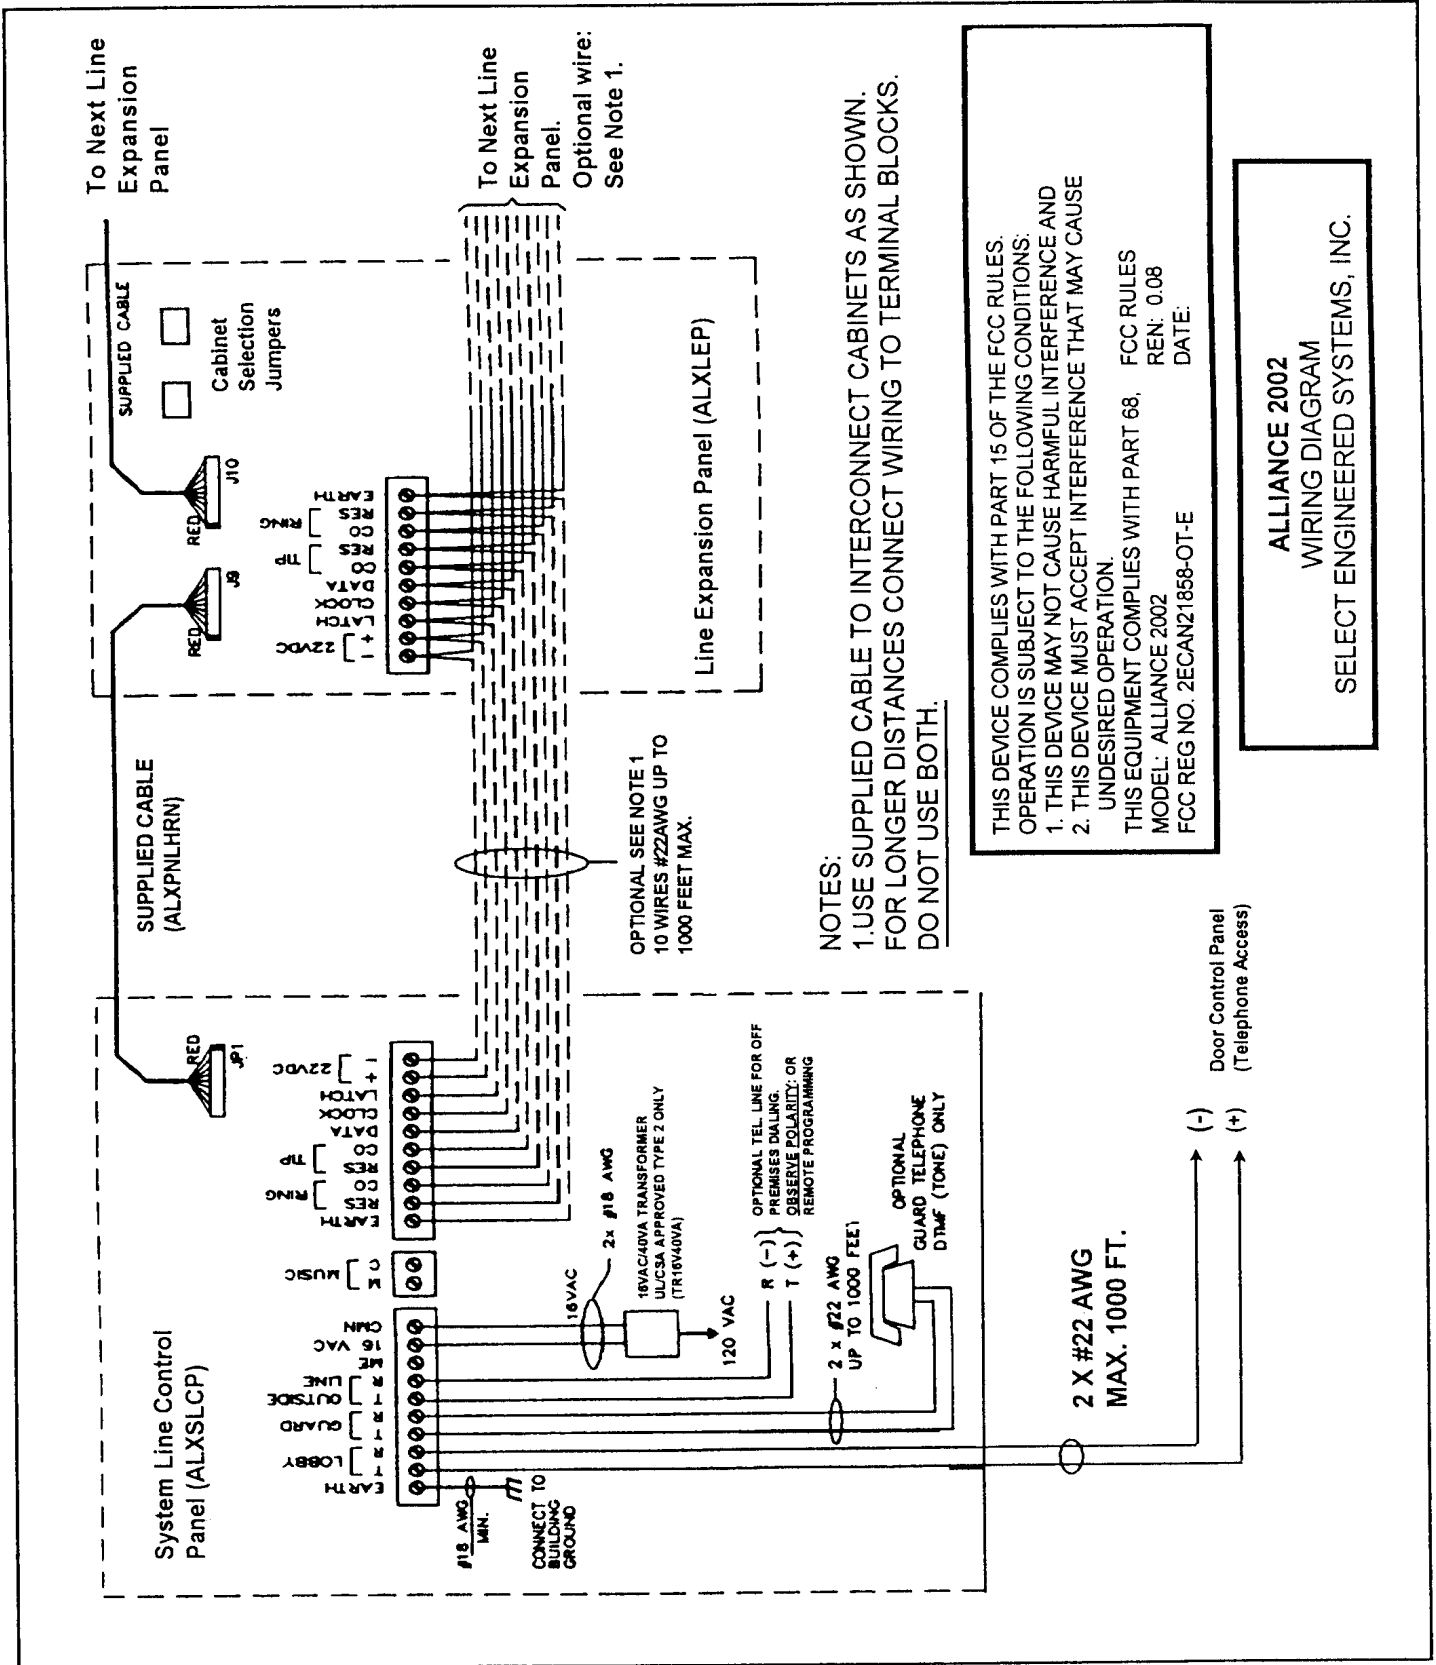 System Line Control
Panel (ALXSLCP)
SUPPLIED CABLE
(ALXPNLHRN)
SUPPLIED CABLE
To Next Line
Expansion
Panel
RED
JP1
RED
J9
RED
J10
Cabinet
Selection
Jumpers
EARTH
LOBBY
T
R
GUARD
T
R
OUTSIDE LINE
T
R
ME
16 VAC
CMN
MUSIC
M
C
EARTH
RING
RES
CO
TIP
RES
CO
DATA
CLOCK
LATCH
22VDC
+
-
22VDC
-
+
LATCH
CLOCK
DATA
TIP
CO
RES
RING
CO
RES
EARTH
To Next Line
Expansion
Panel.
Optional wire:
See Note 1.
#18 AWG
MIN.
CONNECT TO
BUILDING
GROUND
16VAC
2x #18 AWG
16VAC/40VA TRANSFORMER
UL/CSA APPROVED TYPE 2 ONLY
(TR16V40VA)
120 VAC
R (-)
T (+)
OPTIONAL TEL. LINE FOR OFF
PREMISES DIALING.
OBSERVE POLARITY: OR
REMOTE PROGRAMMING
2 x #22 AWG
UP TO 1000 FEET
OPTIONAL
GUARD TELEPHONE
DTMF (TONE) ONLY
OPTIONAL SEE NOTE 1
10 WIRES #22AWG UP TO
1000 FEET MAX.
Line Expansion Panel (ALXLEP)
2 X #22 AWG
MAX. 1000 FT.
(-)
(+)
Door Control Panel
(Telephone Access)
NOTES:
1.USE SUPPLIED CABLE TO INTERCONNECT CABINETS AS SHOWN.
FOR LONGER DISTANCES CONNECT WIRING TO TERMINAL BLOCKS.
DO NOT USE BOTH.
THIS DEVICE COMPLIES WITH PART 15 OF THE FCC RULES.
OPERATION IS SUBJECT TO THE FOLLOWING CONDITIONS:
1. THIS DEVICE MAY NOT CAUSE HARMFUL INTERFERENCE AND
2. THIS DEVICE MUST ACCEPT INTERFERENCE THAT MAY CAUSE
UNDESIRED OPERATION.
THIS EQUIPMENT COMPLIES WITH PART 68, FCC RULES
MODEL: ALLIANCE 2002 REN: 0.08
FCC REG NO. 2ECAN21858-OT-E DATE:
ALLIANCE 2002
WIRING DIAGRAM
SELECT ENGINEERED SYSTEMS, INC.